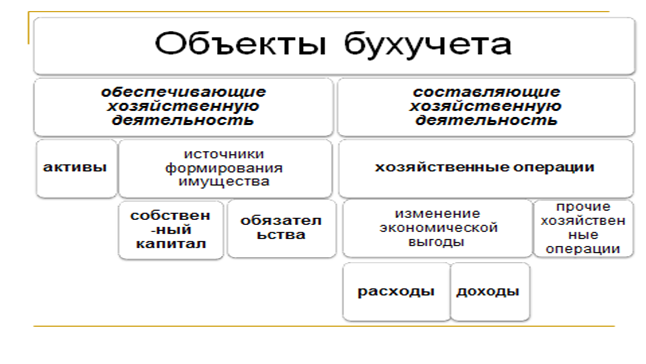 Объекты бухучета
обеспечивающие
хозяйственную
деятельность
составляющие
хозяйственную
деятельность
активы
источники
формирования
имущества
хозяйственные операции
собствен
-ный
капитал
обязател
ьства
изменение
экономической
выгоды
прочие
хозяйствен
ные
операции
расходы
доходы